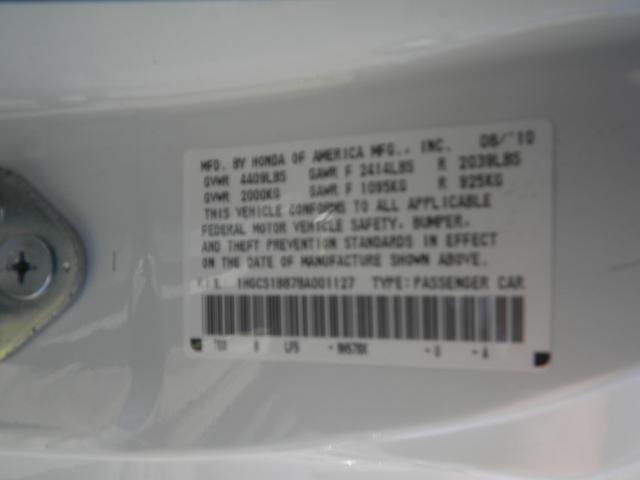 MFD. BY HONDA OF AMERICA MFG., INC. 08/'10
GVWR 4409LBS GAWR F 2414LBS R 2039LBS
GVWR 2000KG GAWR F 1095KG R 925KG
THIS VEHICLE CONFORMS TO ALL APPLICABLE
FEDERAL MOTOR VEHICLE SAFETY, BUMPER,
AND THEFT PREVENTION STANDARDS IN EFFECT
ON THE DATE OF MANUFACTURE SHOWN ABOVE.
TYPE: PASSENGER CAR